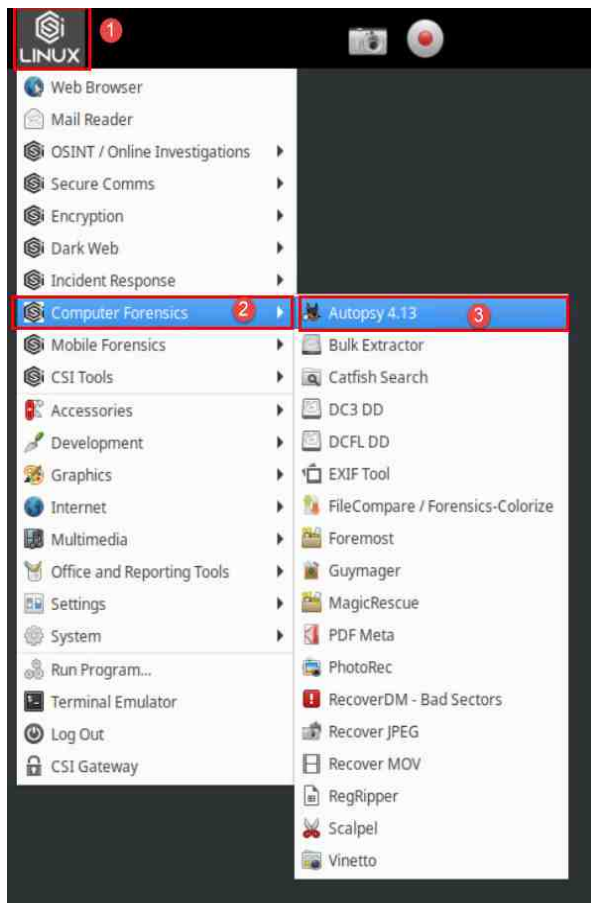 Si
LINUX
1
Web Browser
Mail Reader
OSINT / Online Investigations
Secure Comms
Encryption
Dark Web
Incident Response
Computer Forensics 2
Mobile Forensics
CSI Tools
Accessories
Development
Graphics
Internet
Multimedia
Office and Reporting Tools
Settings
System
Run Program...
Terminal Emulator
Log Out
CSI Gateway
Autopsy 4.13 3
Bulk Extractor
Catfish Search
DC3 DD
DCFL DD
EXIF Tool
FileCompare / Forensics-Colorize
Foremost
Guymager
MagicRescue
PDF Meta
PhotoRec
RecoverDM - Bad Sectors
Recover JPEG
Recover MOV
RegRipper
Scalpel
Vinetto